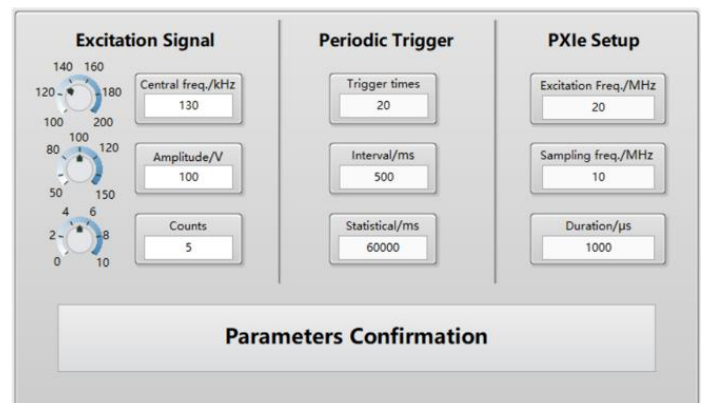 Excitation Signal
140 160
120 180
100 200
Central freq./kHz
130
100
80 120
50 150
Amplitude/V
100
4 6
2 8
0 10
Counts
5
Periodic Trigger
Trigger times
20
Interval/ms
500
Statistical/ms
60000
PXIe Setup
Excitation Freq./MHz
20
Sampling freq./MHz
10
Duration/μs
1000
Parameters Confirmation